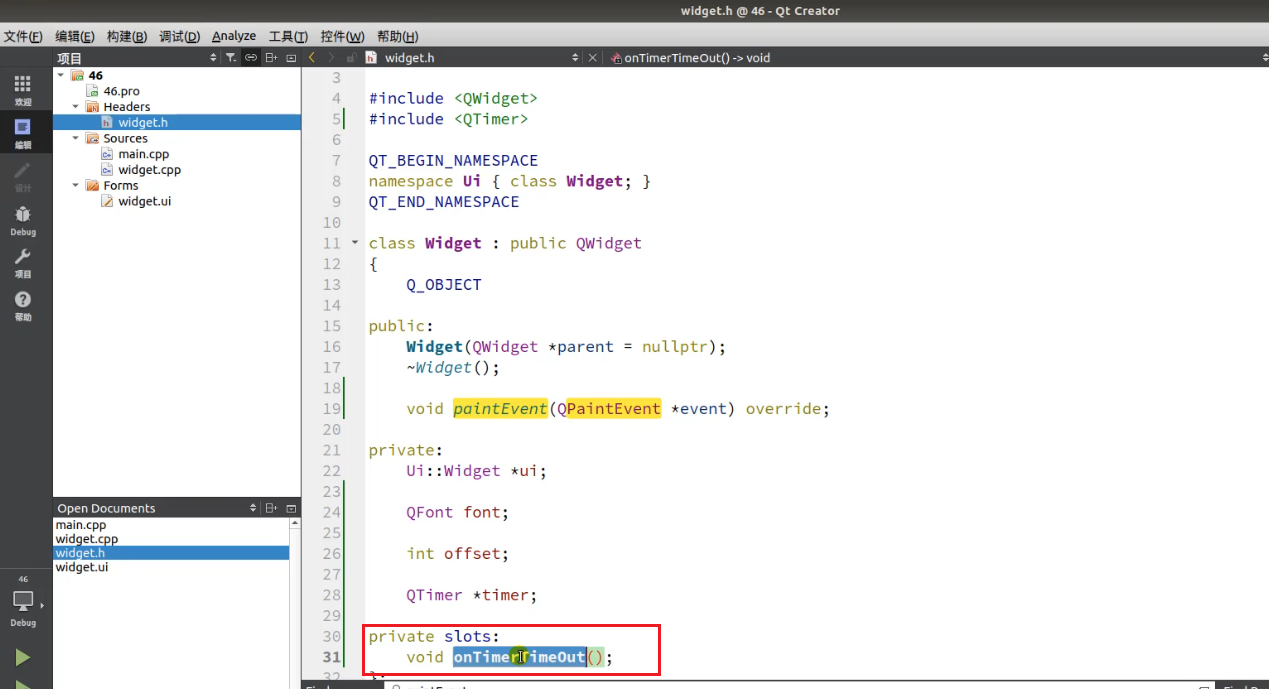 widget.h @ 46 - Qt Creator
文件(F) 编辑(E) 构建(B) 调试(D) Analyze 工具(T) 控件(W) 帮助(H)
项目
widget.h
onTimerTimeOut() -> void
欢迎
编辑
设计
Debug
项目
帮助
46
Debug
46
46.pro
Headers
widget.h
Sources
main.cpp
widget.cpp
Forms
widget.ui
Open Documents
main.cpp
widget.cpp
widget.h
widget.ui
3
4 #include <QWidget>
5 #include <QTimer>
6
7 QT_BEGIN_NAMESPACE
8 namespace Ui { class Widget; }
9 QT_END_NAMESPACE
10
11 class Widget : public QWidget
12 {
13 Q_OBJECT
14
15 public:
16 Widget(QWidget *parent = nullptr);
17 ~Widget();
18
19 void paintEvent(QPaintEvent *event) override;
20
21 private:
22 Ui::Widget *ui;
23
24 QFont font;
25
26 int offset;
27
28 QTimer *timer;
29
30 private slots:
31 void onTimerTimeOut();
32 };